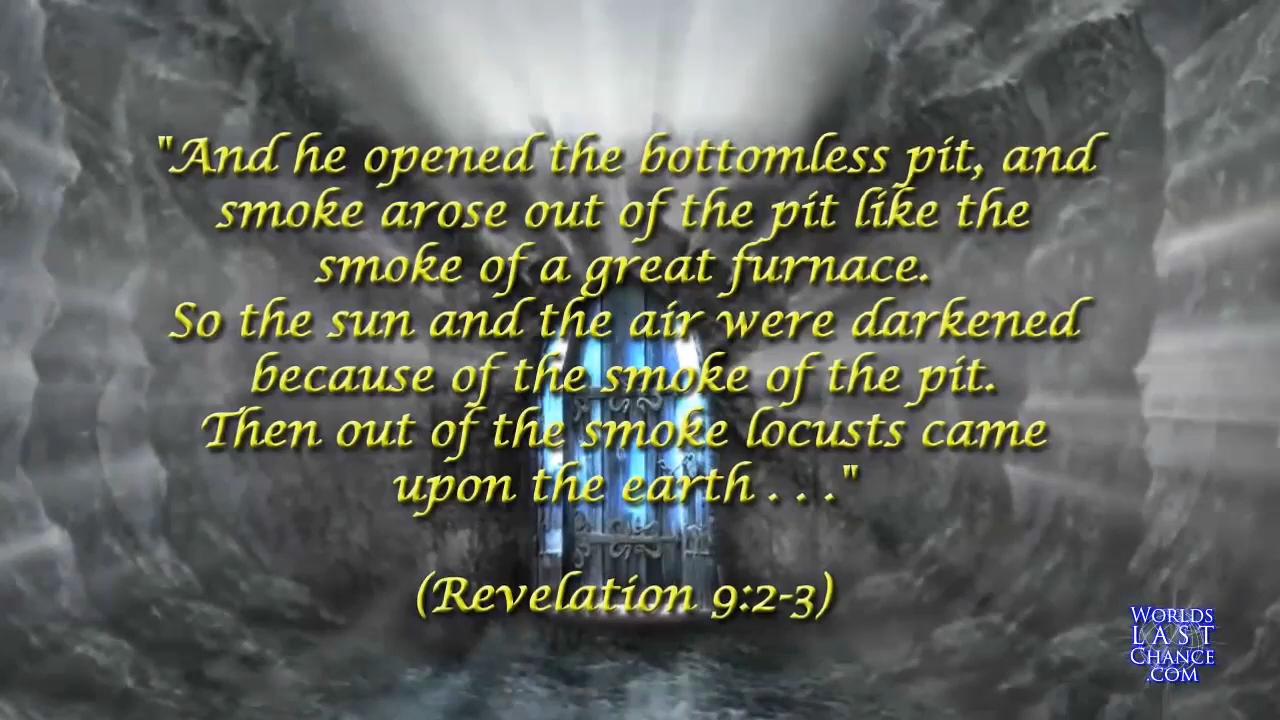 "And he opened the bottomless pit, and
smoke arose out of the pit like the
smoke of a great furnace.
So the sun and the air were darkened
because of the smoke of the pit.
Then out of the smoke locusts came
upon the earth . . ."
(Revelation 9:2-3)
WORLDS
LAST
CHANCE
.COM